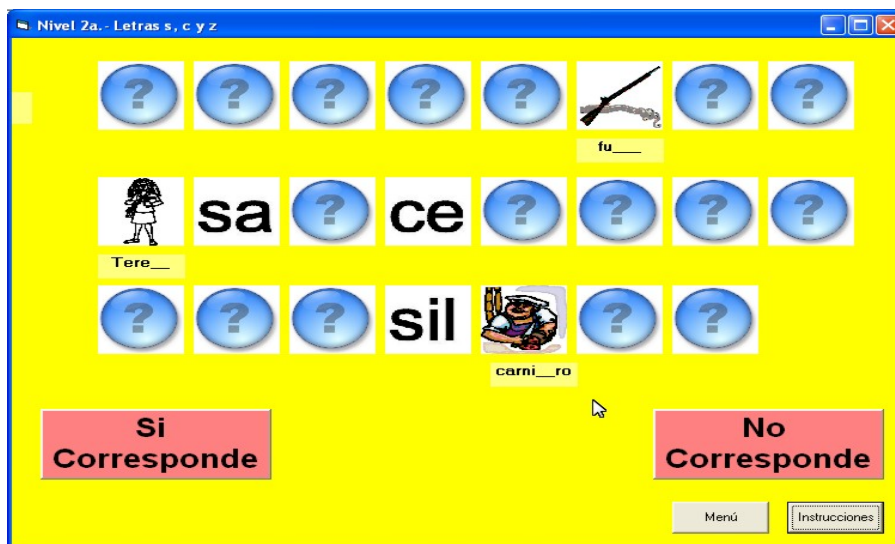 Nivel 2a.- Letras s, c y z
? ? ? ? ? ? ?
fu___
sa ? ce ? ? ? ?
Tere__
? ? ? sil ? ?
carni__ro
Si
Corresponde
No
Corresponde
Menú
Instrucciones